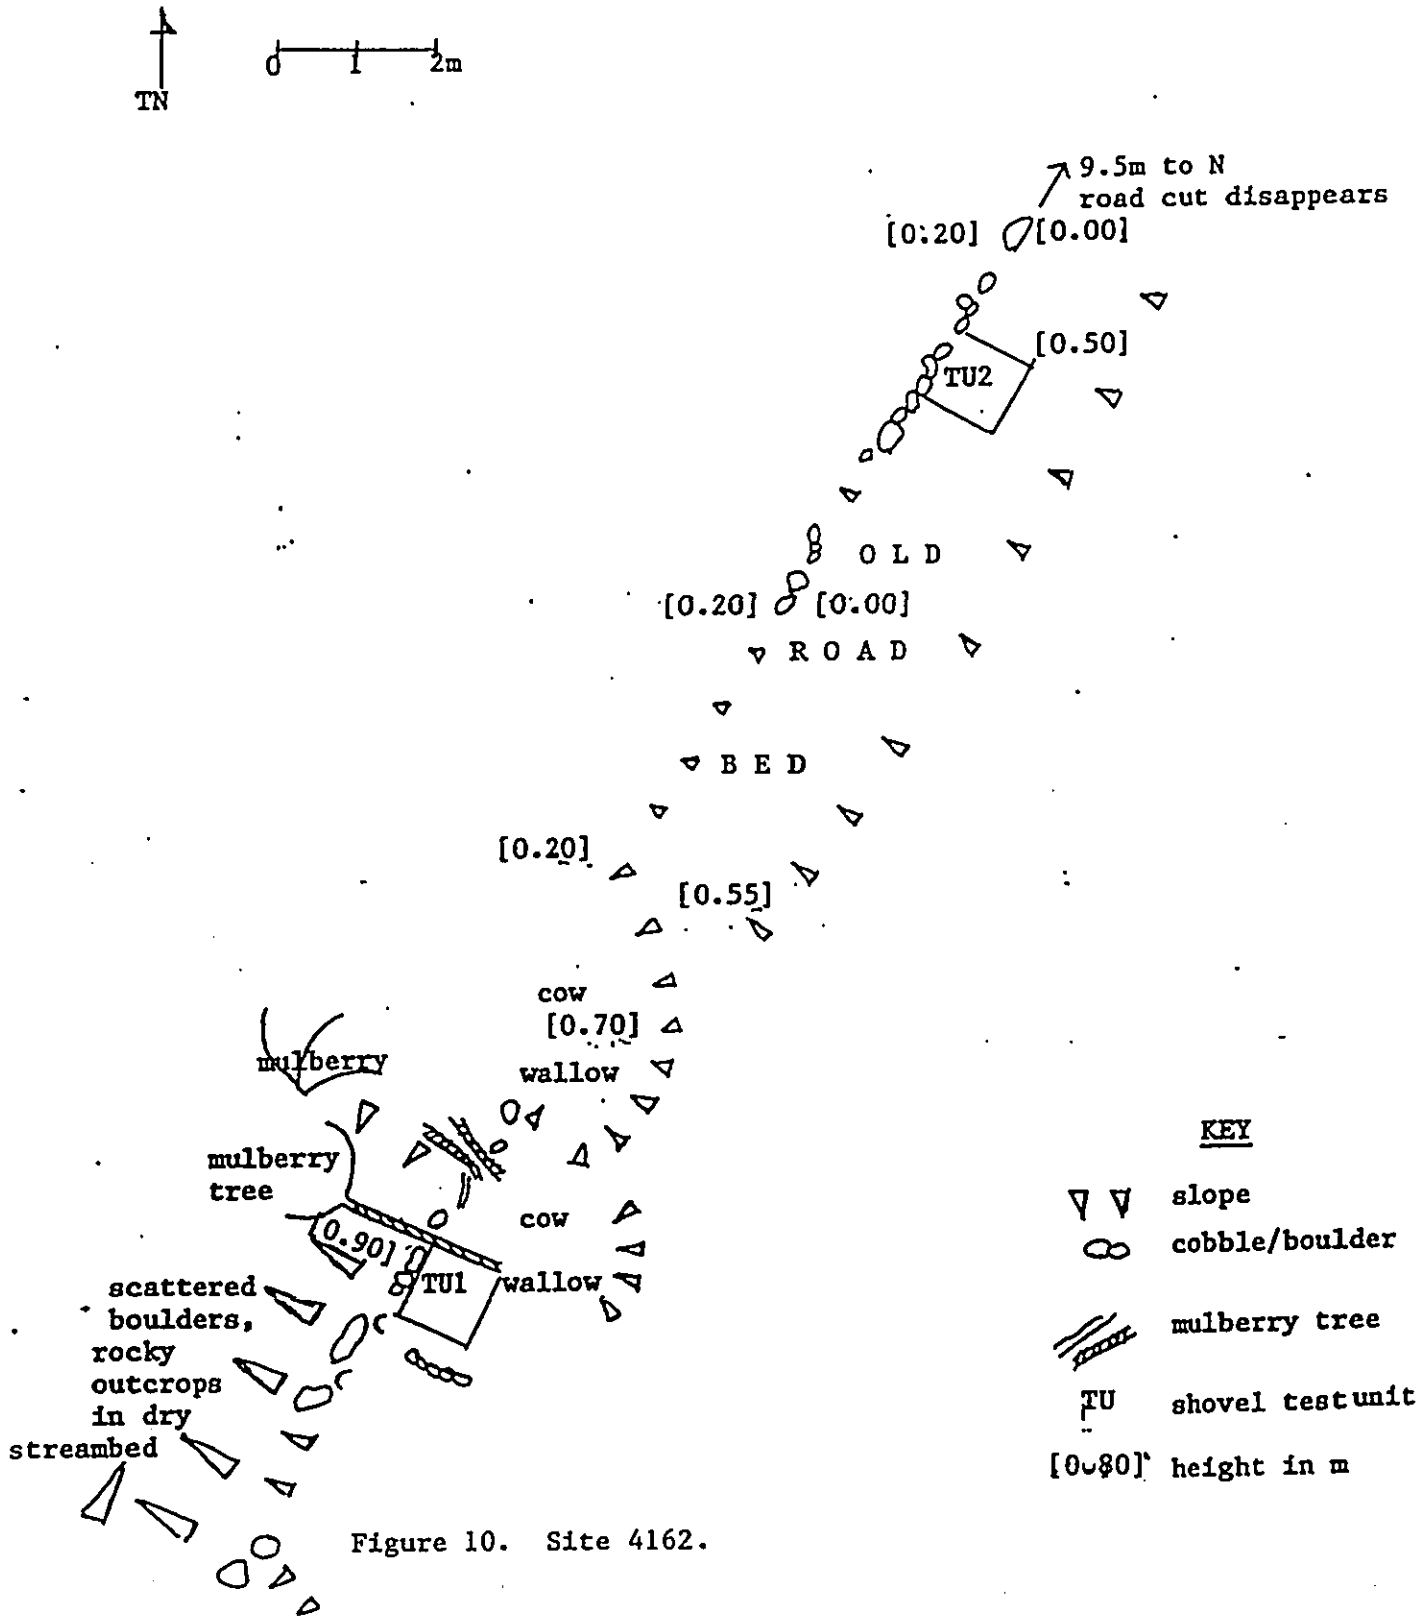 TN
0 1 2m
9.5m to N
road cut disappears
[0.20] [0.00]
[0.50]
TU2
OLD
[0.20] [0.00]
ROAD
BED
[0.20]
[0.55]
cow
[0.70]
wallow
mulberry
mulberry
tree
cow
0.90]
TU1 wallow
scattered
boulders,
rocky
outcrops
in dry
streambed
KEY
slope
cobble/boulder
mulberry tree
TU shovel test unit
[0.80] height in m
Figure 10. Site 4162.